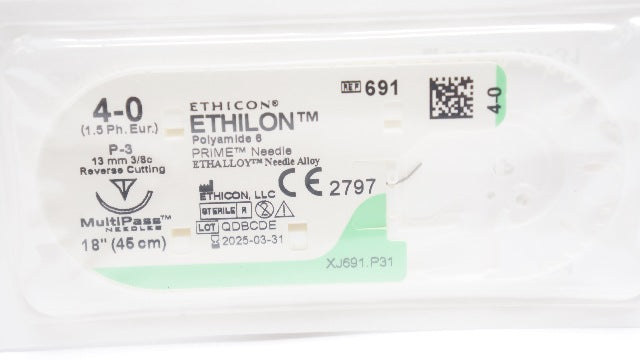 4-0
(1.5 Ph. Eur.)
P-3
13 mm 3/8c
Reverse Cutting
MultiPass™
NEEDLES
18" (45 cm)
ETHICON®
ETHILON™
Polyamide 6
PRIME™ Needle
ETHALLOY™ Needle Alloy
ETHICON, LLC
CE 2797
STERILE R
LOT QDBCDE
2025-03-31
REF 691
4-0
XJ691.P31